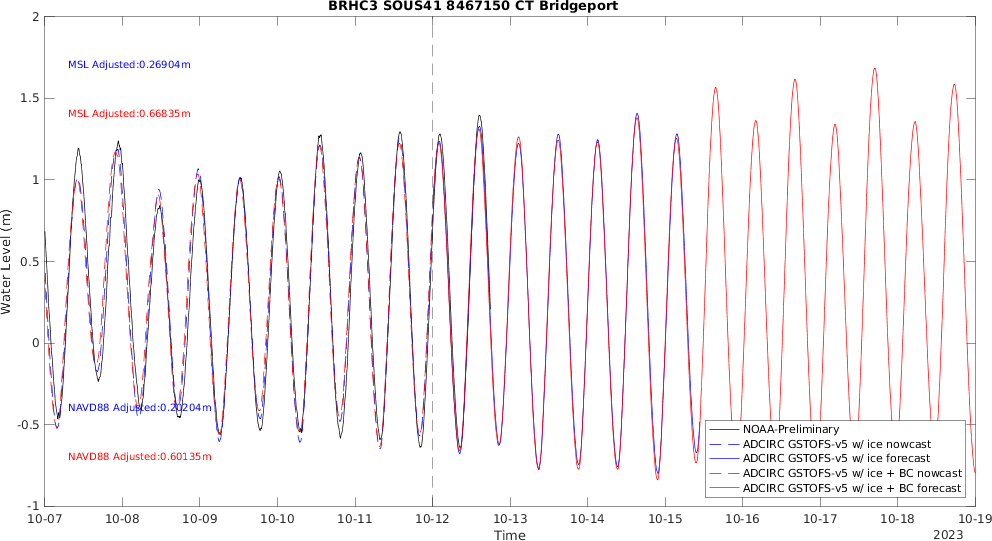 BRHC3 SOUS41 8467150 CT Bridgeport
2
1.5
1
0.5
0
-0.5
-1
Water Level (m)
MSL Adjusted:0.26904m
MSL Adjusted:0.66835m
NAVD88 Adjusted:0.20204m
NAVD88 Adjusted:0.60135m
NOAA-Preliminary
ADCIRC GSTOFS-v5 w/ ice nowcast
ADCIRC GSTOFS-v5 w/ ice forecast
ADCIRC GSTOFS-v5 w/ ice + BC nowcast
ADCIRC GSTOFS-v5 w/ ice + BC forecast
10-07 10-08 10-09 10-10 10-11 10-12 10-13 10-14 10-15 10-16 10-17 10-18 10-19
Time
2023